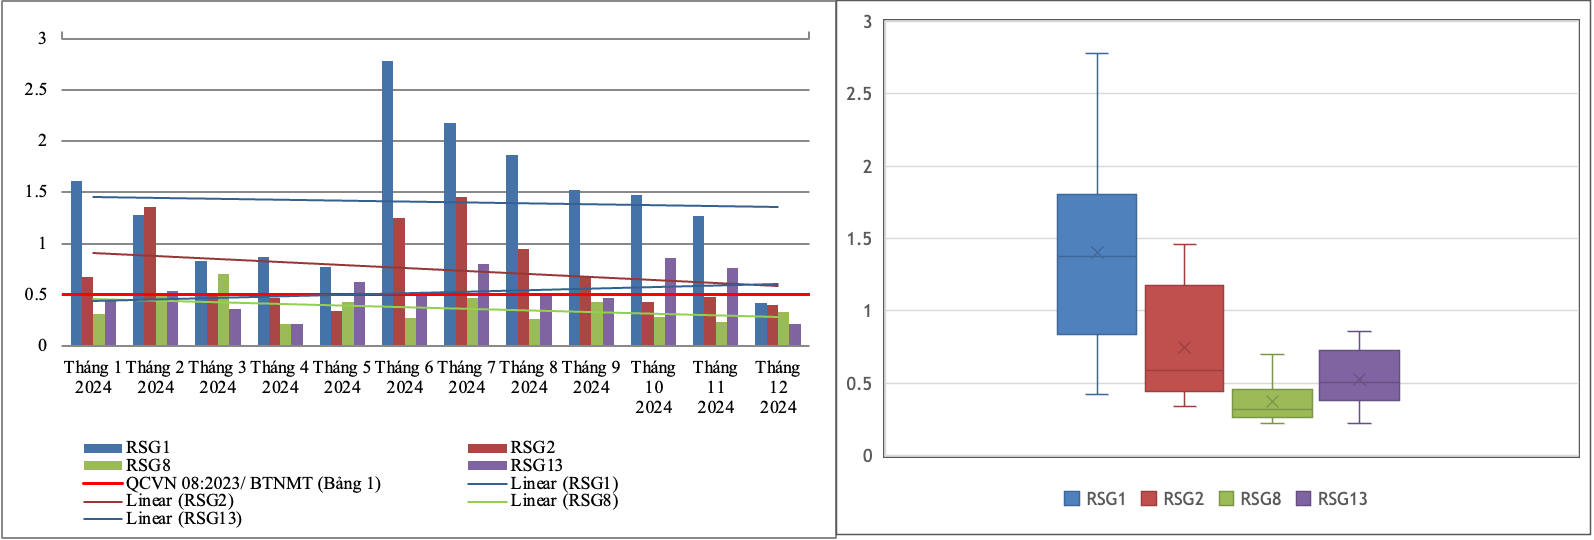 3
2.5
2
1.5
1
0.5
0
Tháng 1 Tháng 2 Tháng 3 Tháng 4 Tháng 5 Tháng 6 Tháng 7 Tháng 8 Tháng 9 Tháng Tháng Tháng
2024 2024 2024 2024 2024 2024 2024 2024 2024 10 11 12
2024 2024 2024
RSG1 RSG2
RSG8 RSG13
QCVN 08:2023/ BTNMT (Bảng 1) Linear (RSG1)
Linear (RSG2) Linear (RSG8)
Linear (RSG13)
3
2.5
2
1.5
1
0.5
0
RSG1 RSG2 RSG8 RSG13